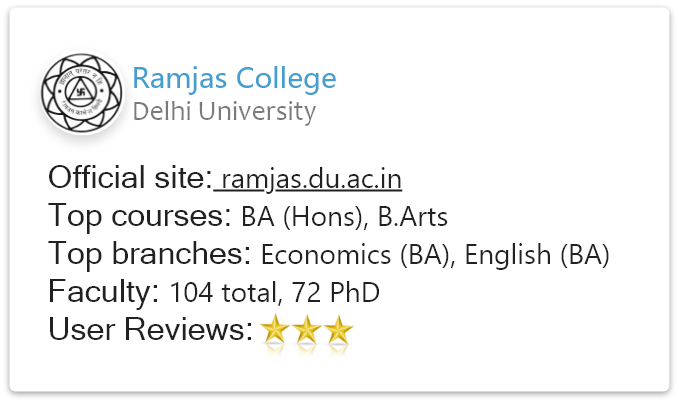 Ramjas College
Delhi University
Official site: ramjas.du.ac.in
Top courses: BA (Hons), B.Arts
Top branches: Economics (BA), English (BA)
Faculty: 104 total, 72 PhD
User Reviews: